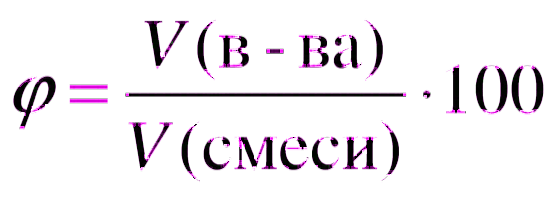 φ = V(в-ва) / V(смеси) · 100